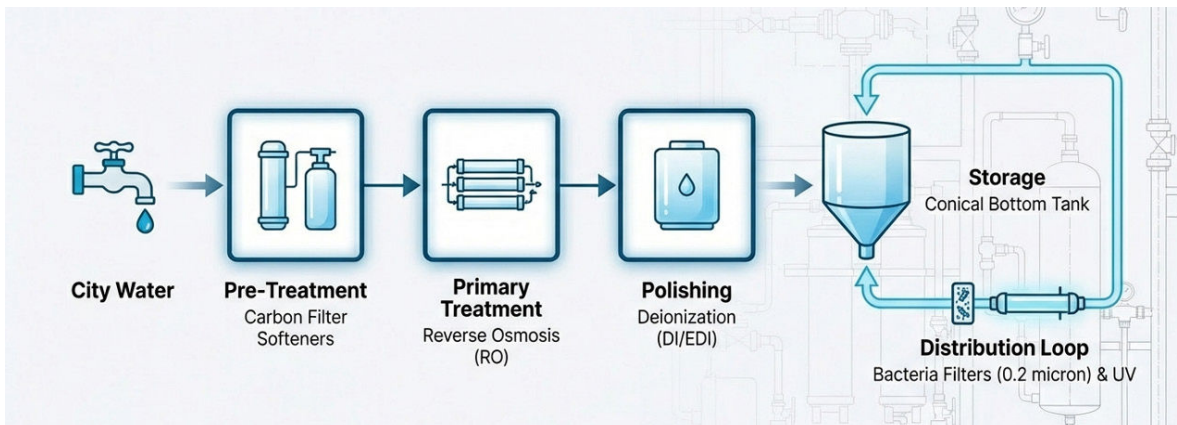 City Water
Pre-Treatment
Carbon Filter
Softeners
Primary
Treatment
Reverse Osmosis
(RO)
Polishing
Deionization
(DI/EDI)
Storage
Conical Bottom Tank
Distribution Loop
Bacteria Filters (0.2 micron) & UV